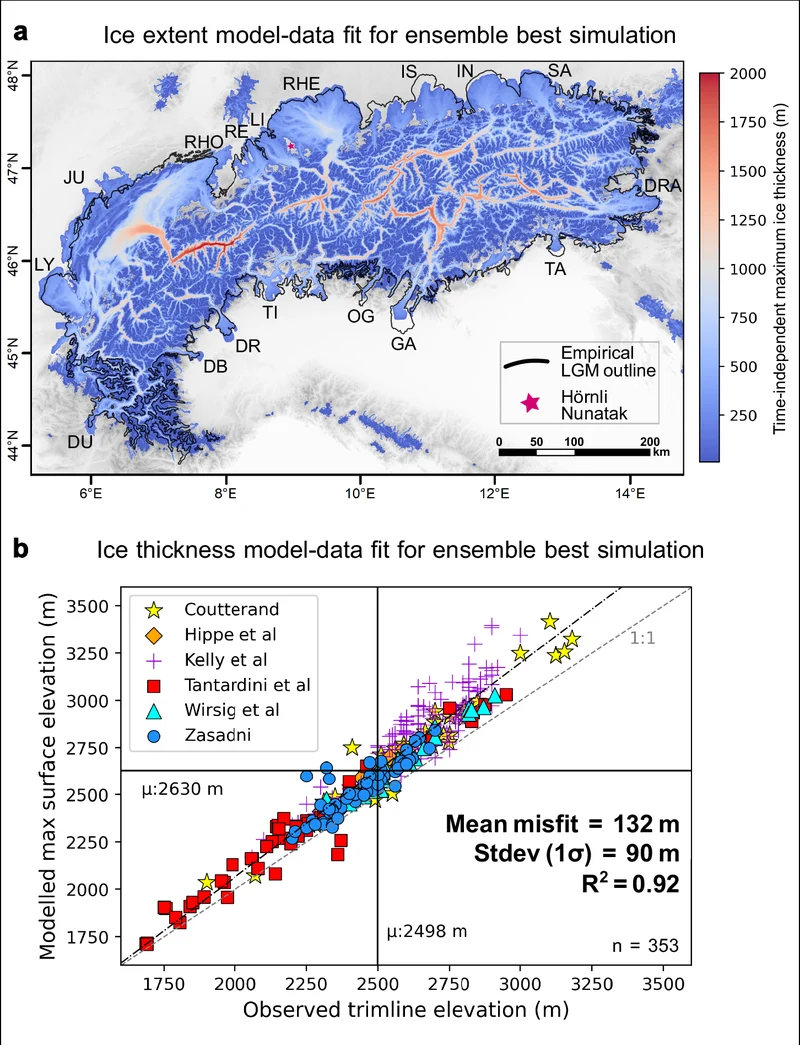 a
Ice extent model-data fit for ensemble best simulation
48°N
47°N
46°N
45°N
44°N
6°E
8°E
10°E
12°E
14°E
JU
RHO
RE
LI
RHE
IS
IN
SA
DRA
TA
GA
OG
TI
DR
DB
DU
LY
Empirical
LGM outline
Hörnli
Nunatak
0 50 100 200
km
2000
1750
1500
1250
1000
750
500
250
Time-independent maximum ice thickness (m)
b
Ice thickness model-data fit for ensemble best simulation
Modelled max surface elevation (m)
3500
3250
3000
2750
2500
2250
2000
1750
Coutterand
Hippe et al
Kelly et al
Tantardini et al
Wirsig et al
Zasadni
1:1
μ:2630 m
Mean misfit = 132 m
Stdev (1σ) = 90 m
R² = 0.92
μ:2498 m
n = 353
1750 2000 2250 2500 2750 3000 3250 3500
Observed trimline elevation (m)